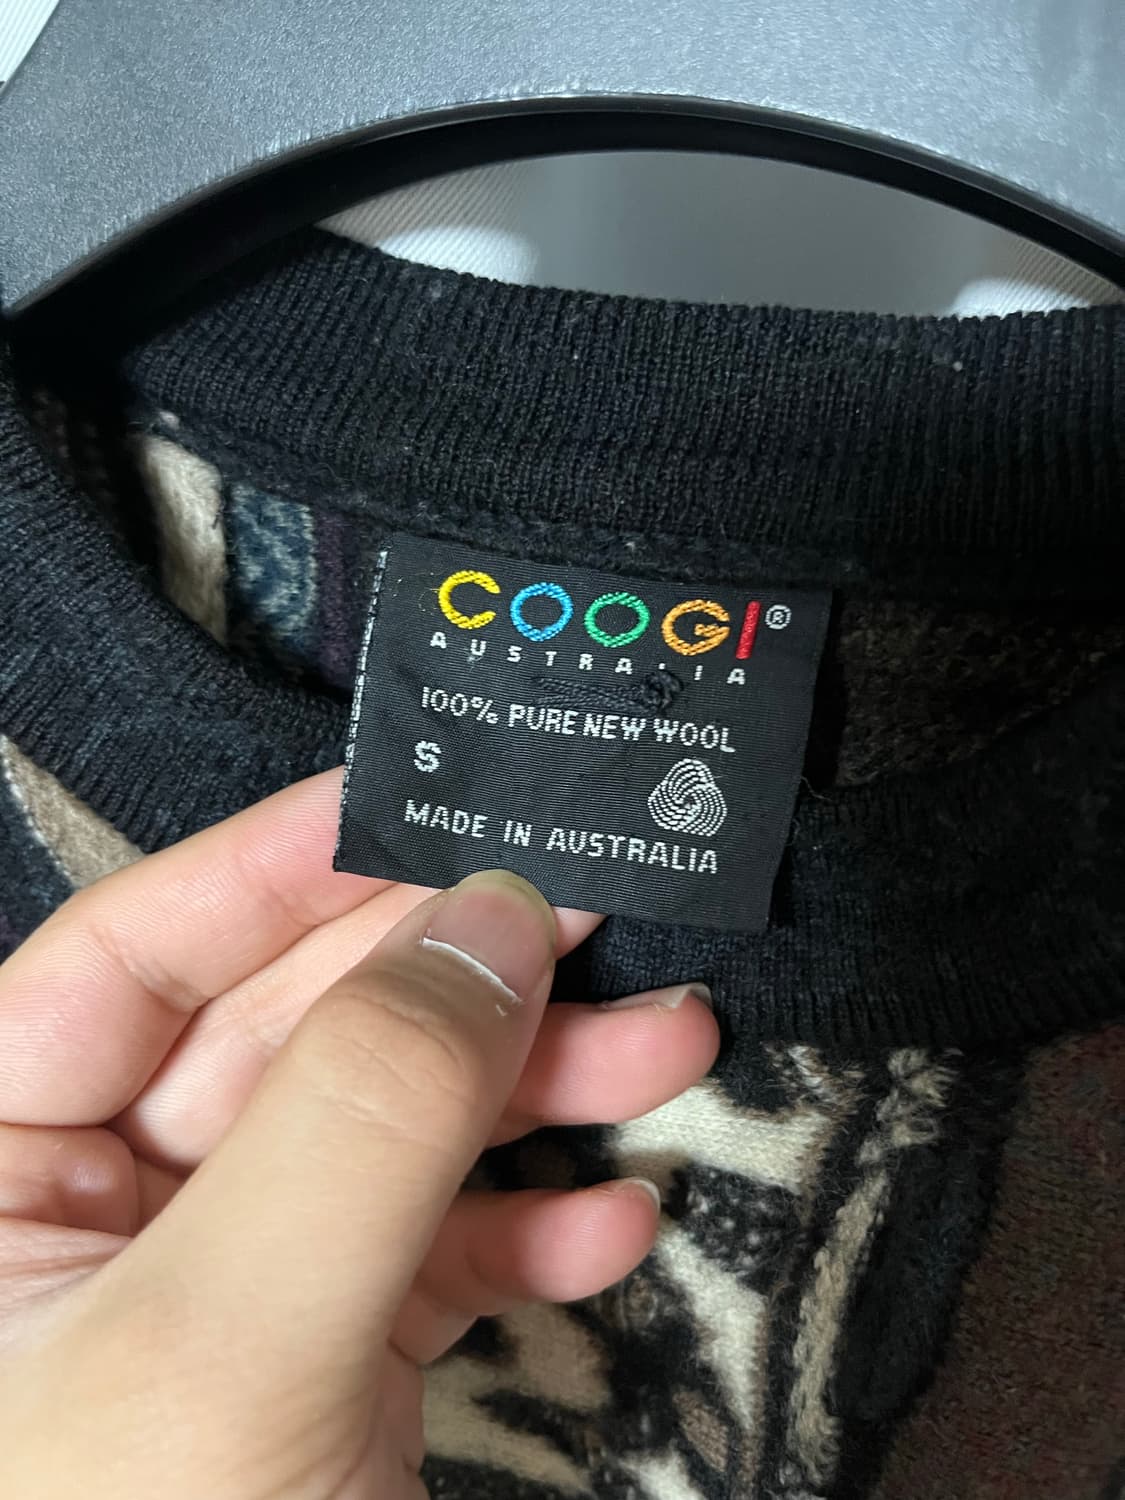 COOGI®
AUSTRALIA
100% PURE NEW WOOL
S
MADE IN AUSTRALIA